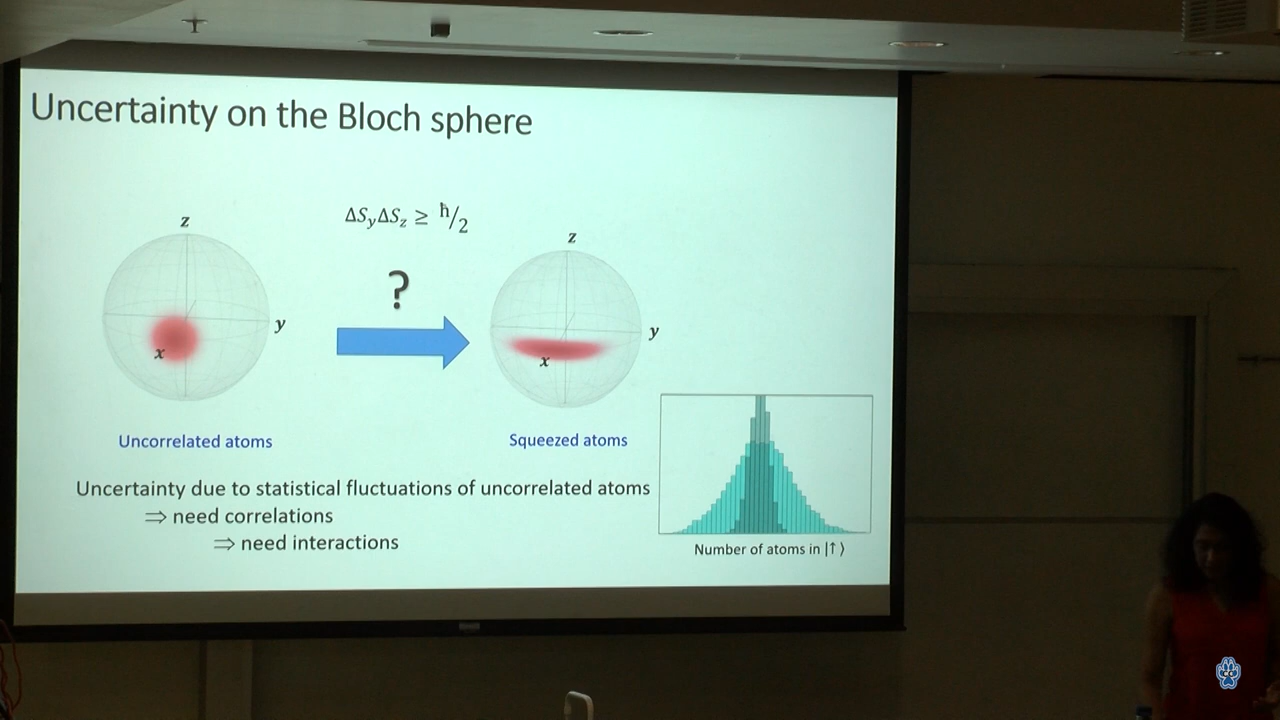 Uncertainty on the Bloch sphere
ΔS_yΔS_z ≥ ħ/2
?
z
y
x
z
y
x
Uncorrelated atoms
Squeezed atoms
Uncertainty due to statistical fluctuations of uncorrelated atoms
⇒ need correlations
⇒ need interactions
Number of atoms in |↑⟩